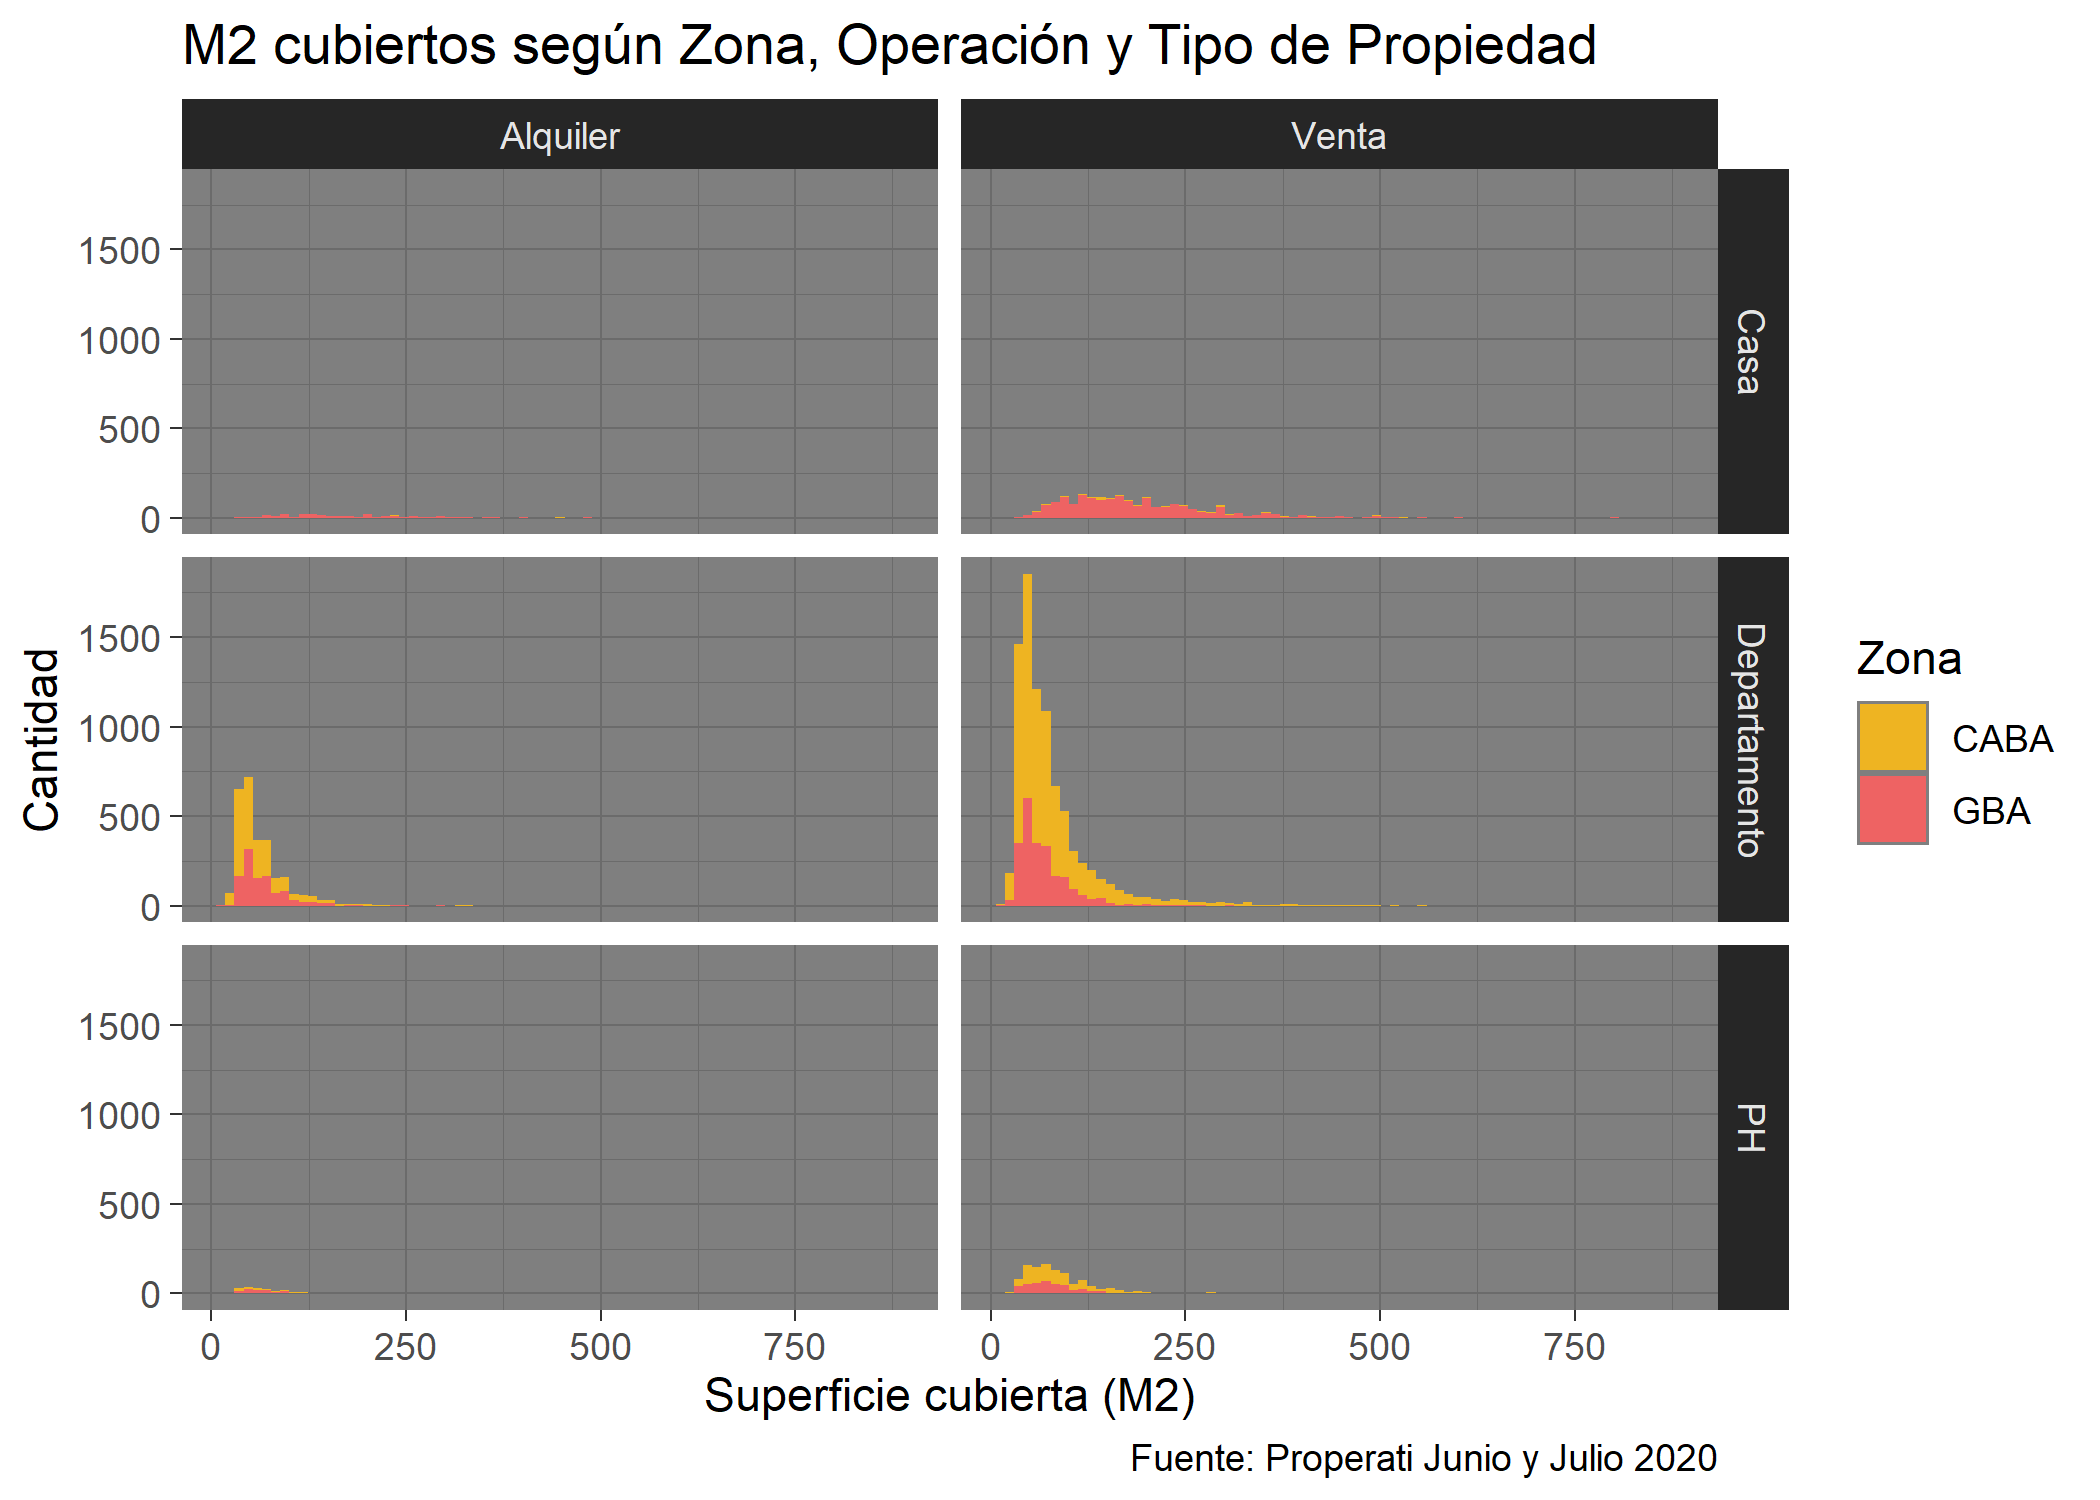 M2 cubiertos según Zona, Operación y Tipo de Propiedad
Alquiler
Venta
1500
1000
500
0
Casa
1500
1000
500
0
Departamento
1500
1000
500
0
PH
Cantidad
0 250 500 750
0 250 500 750
Superficie cubierta (M2)
Zona
CABA
GBA
Fuente: Properati Junio y Julio 2020